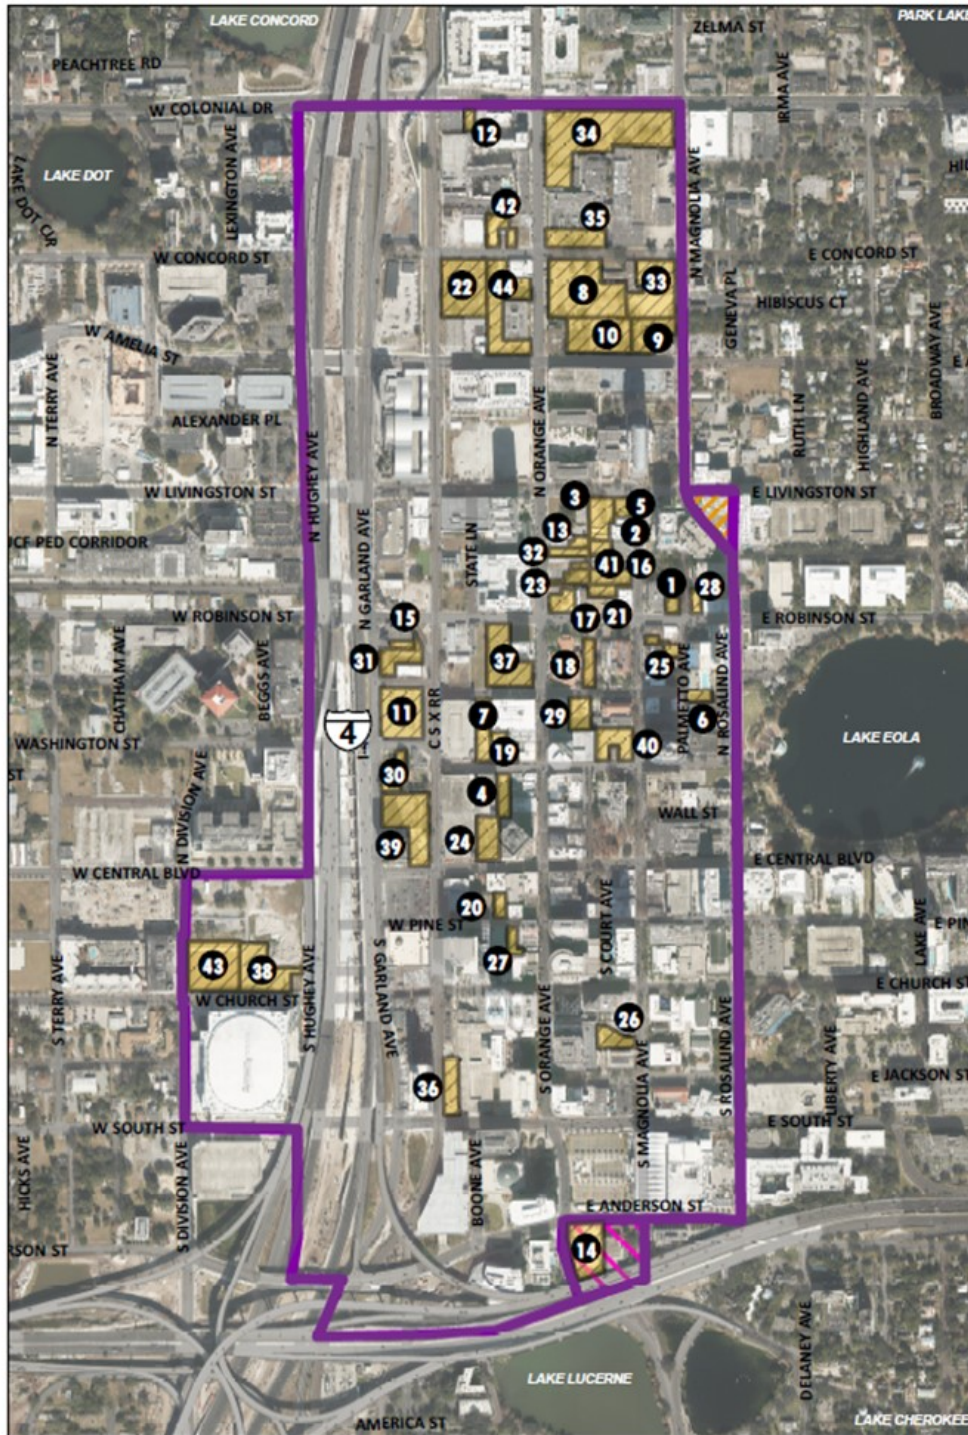 LAKE CONCORD
PARK LAKE
ZELMA ST
PEACHTREE RD
W COLONIAL DR
IRMA AVE
12
34
LEXINGTON AVE
LAKE DOT
LAKE DOT CIR
N MAGNOLIA AVE
42
35
W CONCORD ST
E CONCORD ST
22
44
8
33
GENEVA PL
HIBISCUS CT
W AMELIA ST
10
9
BROADWAY AVE
N TERRY AVE
ALEXANDER PL
N HUGHEY AVE
N ORANGE AVE
RUTH LN
HIGHLAND AVE
W LIVINGSTON ST
E LIVINGSTON ST
3
5
13
2
UCF PED CORRIDOR
N GARLAND AVE
STATE LN
32
41
16
23
1
28
W ROBINSON ST
15
17
21
E ROBINSON ST
CHATHAM AVE
BEGGS AVE
31
37
18
25
PALMETTO AVE
N ROSALIND AVE
11
C S X RR
7
29
6
4
I-4
WASHINGTON ST
19
40
LAKE EOLA
ST
30
N DIVISION AVE
4
WALL ST
39
24
W CENTRAL BLVD
E CENTRAL BLVD
20
W PINE ST
S COURT AVE
LAKE AVE
E PIN
43
38
27
W CHURCH ST
E CHURCH ST
S TERRY AVE
S HUGHEY AVE
S GARLAND AVE
S ORANGE AVE
26
S MAGNOLIA AVE
S ROSALIND AVE
LIBERTY AVE
36
E JACKSON ST
W SOUTH ST
E SOUTH ST
HICKS AVE
S DIVISION AVE
BOONE AVE
E ANDERSON ST
RSON ST
14
DELANEY AVE
LAKE LUCERNE
AMERICA ST
LAKE CHEROKEE